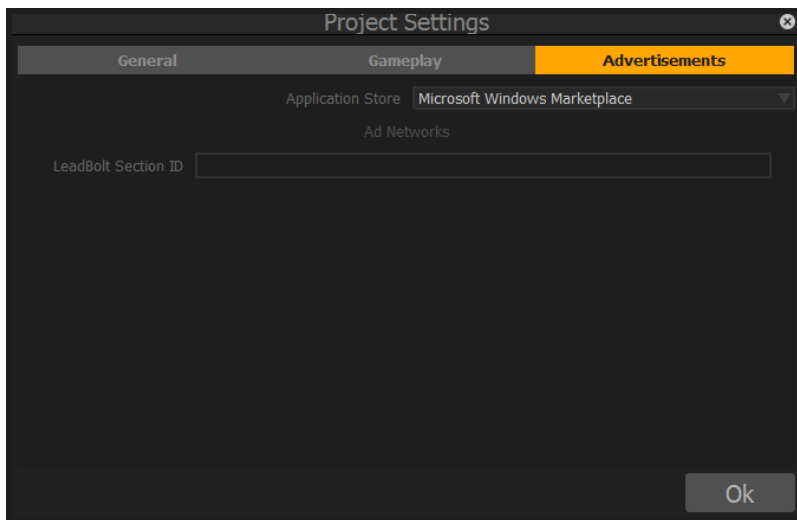 Project Settings
General Gameplay Advertisements
Application Store Microsoft Windows Marketplace
Ad Networks
LeadBolt Section ID
Ok